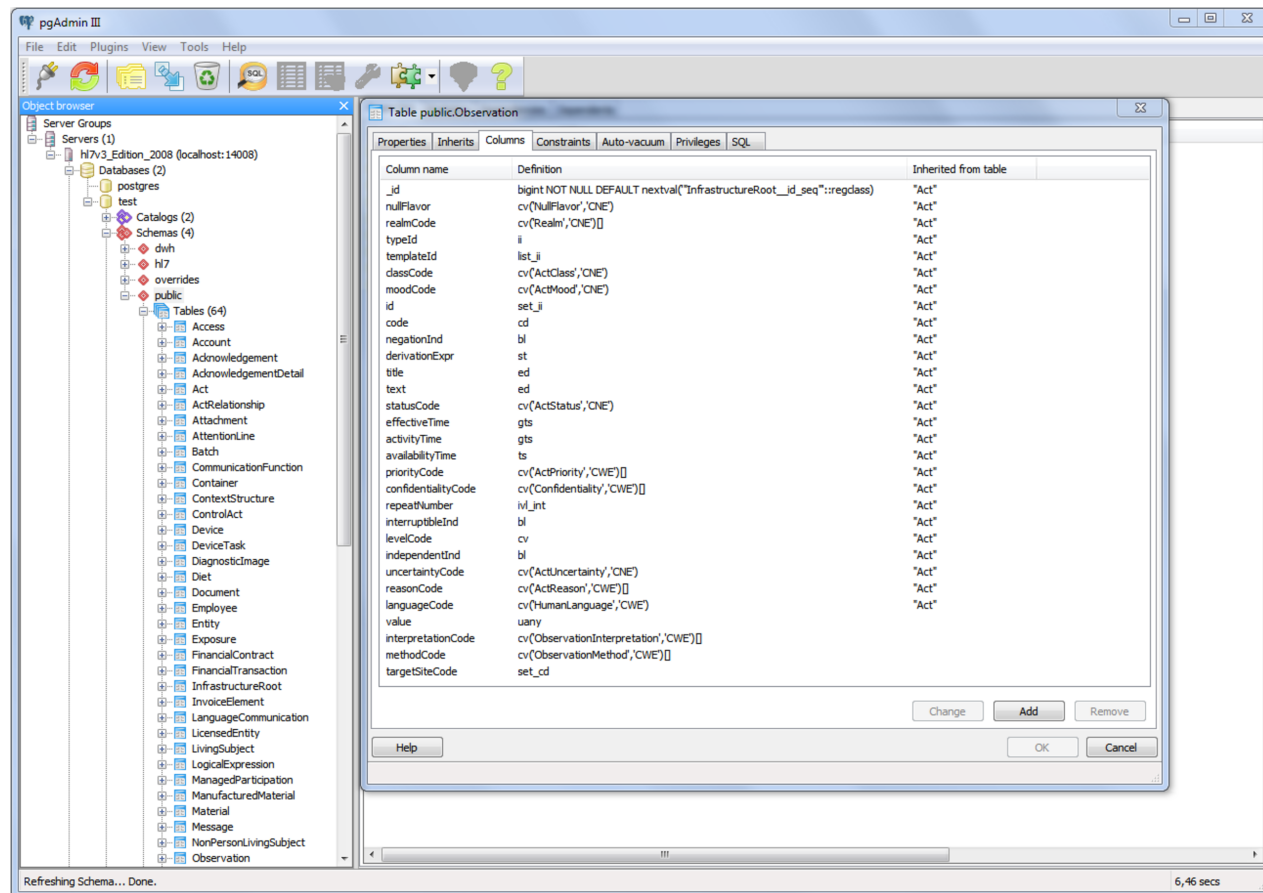 pgAdmin III
File Edit Plugins View Tools Help
SQL
Object browser
Server Groups
Servers (1)
hl7v3_Edition_2008 (localhost:14008)
Databases (2)
postgres
test
Catalogs (2)
Schemas (4)
dwh
hl7
overrides
public
Tables (64)
Access
Account
Acknowledgement
AcknowledgementDetail
Act
ActRelationship
Attachment
AttentionLine
Batch
CommunicationFunction
Container
ContextStructure
ControlAct
Device
DeviceTask
DiagnosticImage
Diet
Document
Employee
Entity
Exposure
FinancialContract
FinancialTransaction
InfrastructureRoot
InvoiceElement
LanguageCommunication
LicensedEntity
LivingSubject
LogicalExpression
ManagedParticipation
ManufacturedMaterial
Material
Message
NonPersonLivingSubject
Observation
Table public.Observation
Properties Inherits Columns Constraints Auto-vacuum Privileges SQL
Column name Definition Inherited from table
_id bigint NOT NULL DEFAULT nextval('"InfrastructureRoot__id_seq"'::regclass) "Act"
nullFlavor cv('NullFlavor','CNE') "Act"
realmCode cv('Realm','CNE')[] "Act"
typeId ii "Act"
templateId list_ii "Act"
classCode cv('ActClass','CNE') "Act"
moodCode cv('ActMood','CNE') "Act"
id set_ii "Act"
code cd "Act"
negationInd bl "Act"
derivationExpr st "Act"
title ed "Act"
text ed "Act"
statusCode cv('ActStatus','CNE') "Act"
effectiveTime gts "Act"
activityTime gts "Act"
availabilityTime ts "Act"
priorityCode cv('ActPriority','CWE')[] "Act"
confidentialityCode cv('Confidentiality','CWE')[] "Act"
repeatNumber ivl_int "Act"
interruptibleInd bl "Act"
levelCode cv "Act"
independentInd bl "Act"
uncertaintyCode cv('ActUncertainty','CNE') "Act"
reasonCode cv('ActReason','CWE')[] "Act"
languageCode cv('HumanLanguage','CWE') "Act"
value uany
interpretationCode cv('ObservationInterpretation','CWE')[]
methodCode cv('ObservationMethod','CWE')[]
targetSiteCode set_cd
Change Add Remove
Help OK Cancel
Refreshing Schema... Done. 6,46 secs